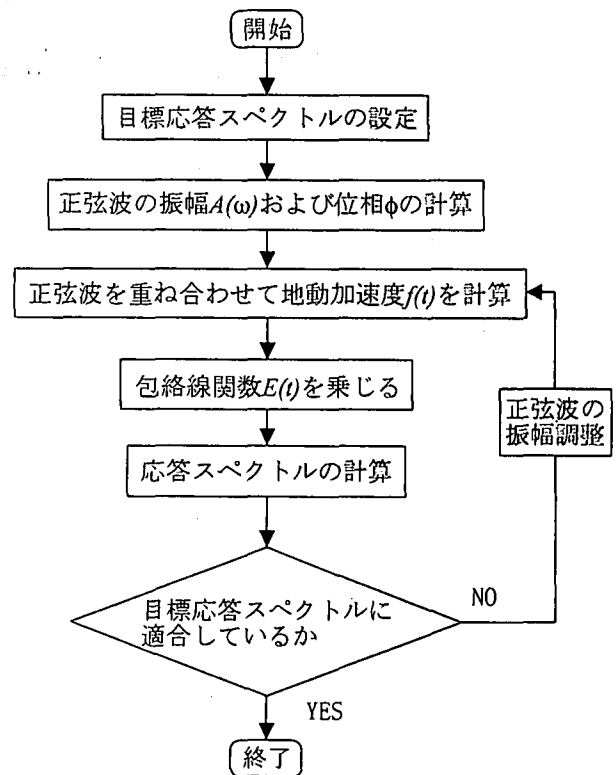 開始
目標応答スペクトルの設定
正弦波の振幅A(ω)および位相φの計算
正弦波を重ね合わせて地動加速度f(t)を計算
包絡線関数E(t)を乗じる
正弦波の
振幅調整
応答スペクトルの計算
目標応答スペクトルに
適合しているか
NO
YES
終了